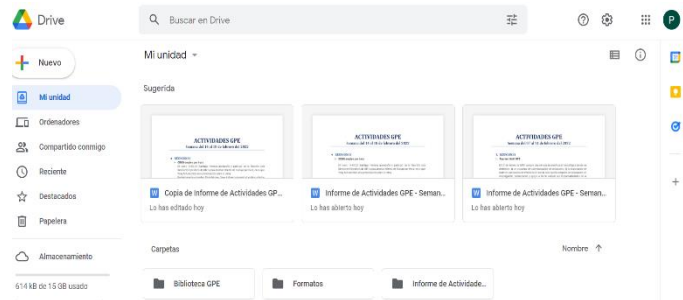 Drive
Buscar en Drive
P
Nuevo
Mi unidad
Ordenadores
Compartido conmigo
Reciente
Destacados
Papelera
Almacenamiento
614 kB de 15 GB usado
Mi unidad
Sugerida
ACTIVIDADES GPE
Copia de Informe de Actividades GP...
Lo has editado hoy
ACTIVIDADES GPE
Informe de Actividades GPE - Seman...
Lo has abierto hoy
ACTIVIDADES GPE
Informe de Actividades GPE - Seman...
Lo has abierto hoy
Carpetas
Nombre
Biblioteca GPE
Formatos
Informe de Actividade...